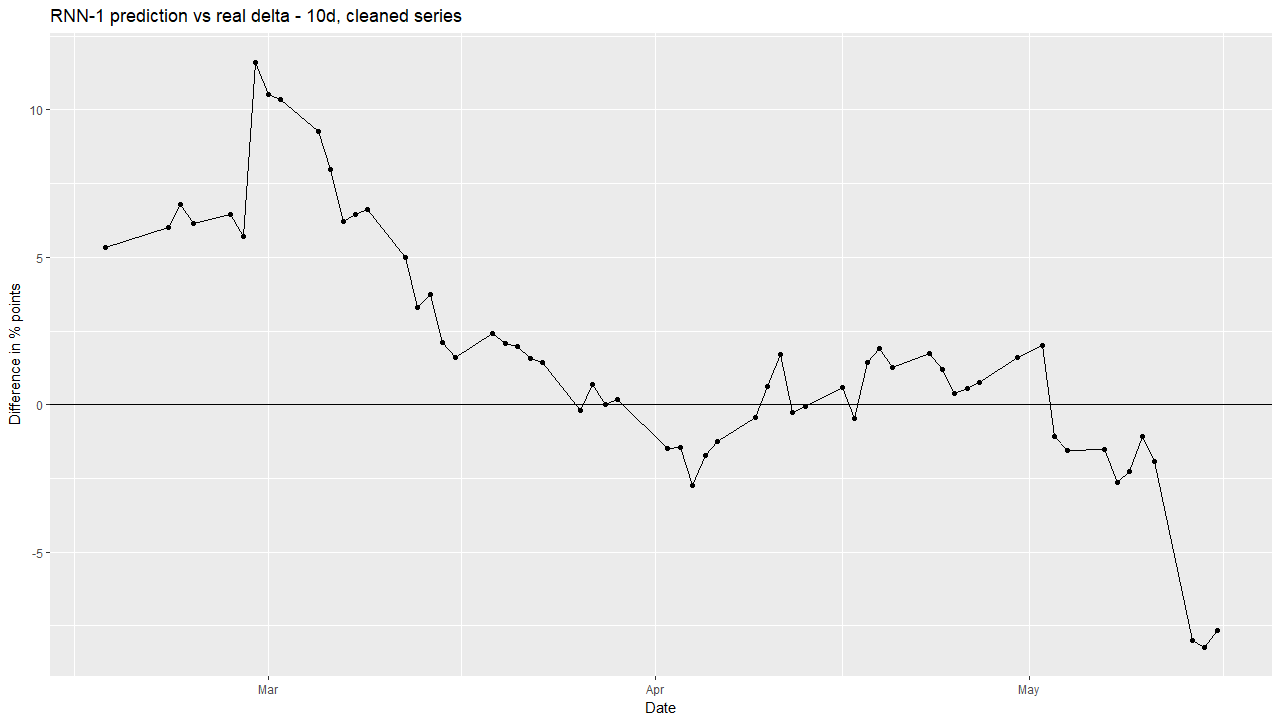 RNN-1 prediction vs real delta - 10d, cleaned series
Difference in % points
10
5
0
-5
Mar
Apr
May
Date